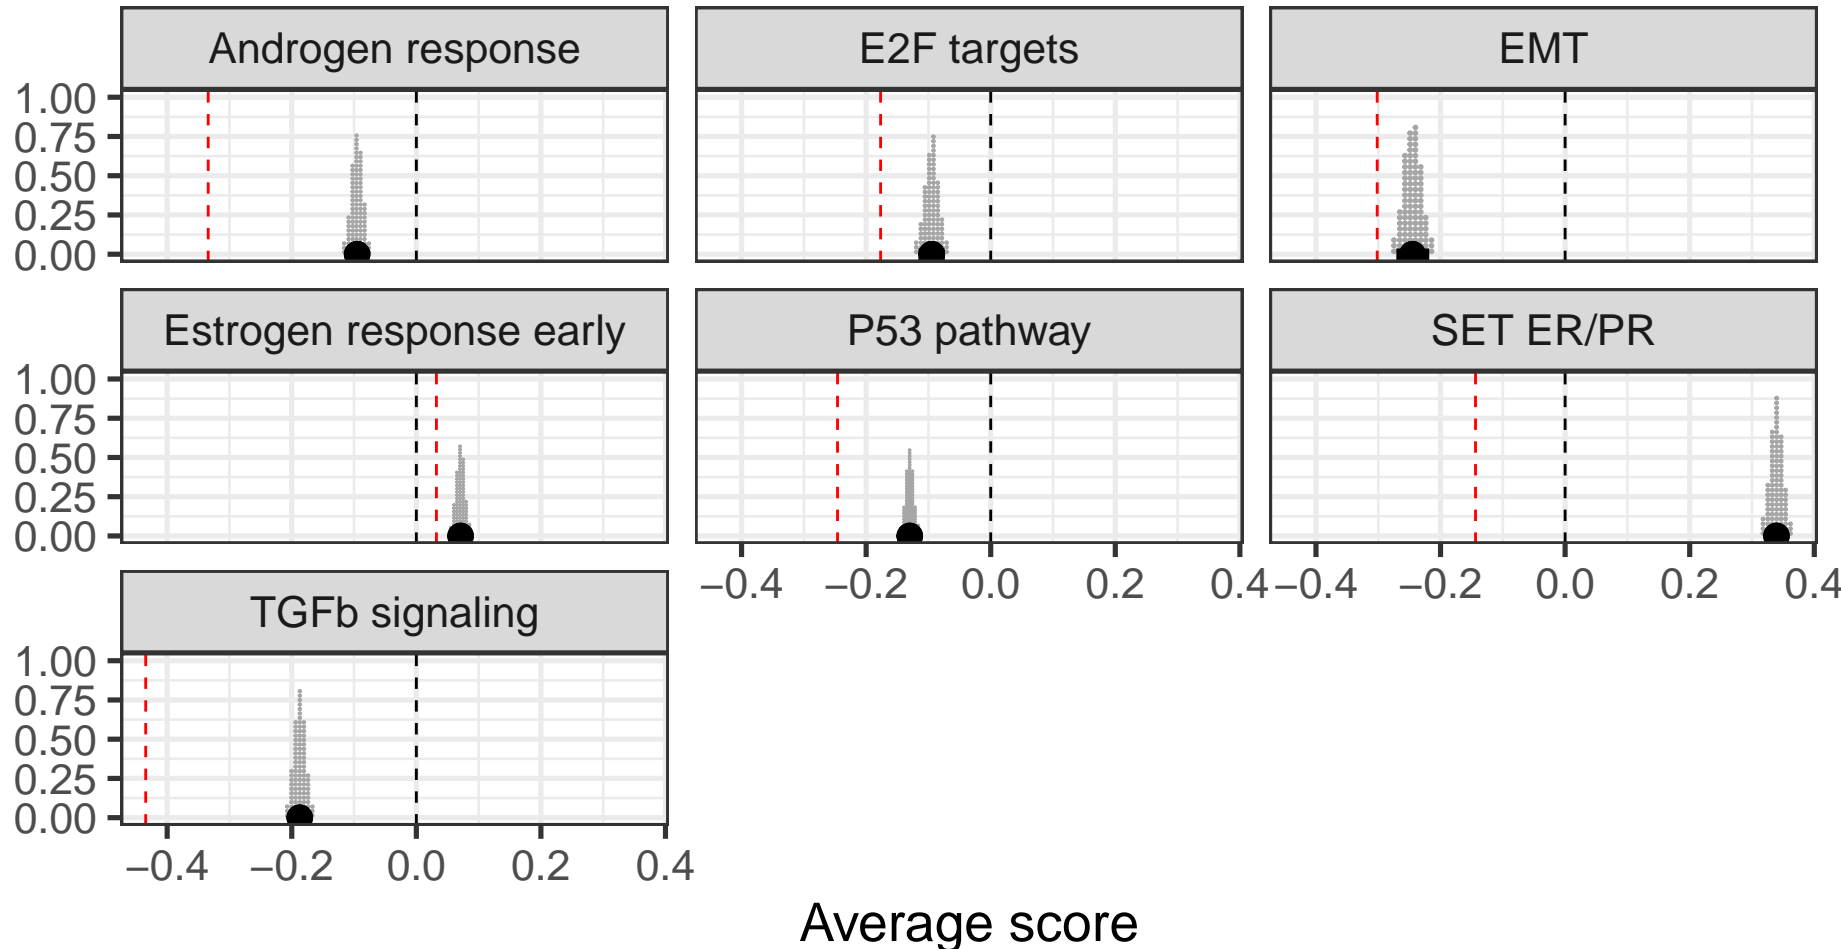 Androgen response
E2F targets
EMT
1.00
0.75
0.50
0.25
0.00
Estrogen response early
P53 pathway
SET ER/PR
1.00
0.75
0.50
0.25
0.00
−0.4 −0.2 0.0 0.2 0.4
−0.4 −0.2 0.0 0.2 0.4
TGFb signaling
1.00
0.75
0.50
0.25
0.00
−0.4 −0.2 0.0 0.2 0.4
Average score